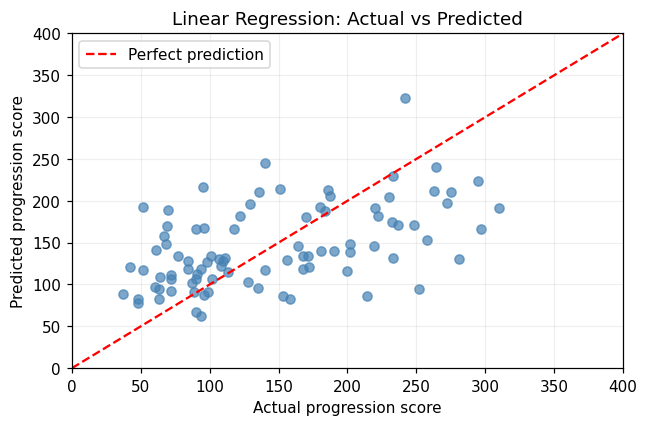 Linear Regression: Actual vs Predicted
400
350
300
250
200
150
100
50
0
Predicted progression score
Perfect prediction
0 50 100 150 200 250 300 350 400
Actual progression score